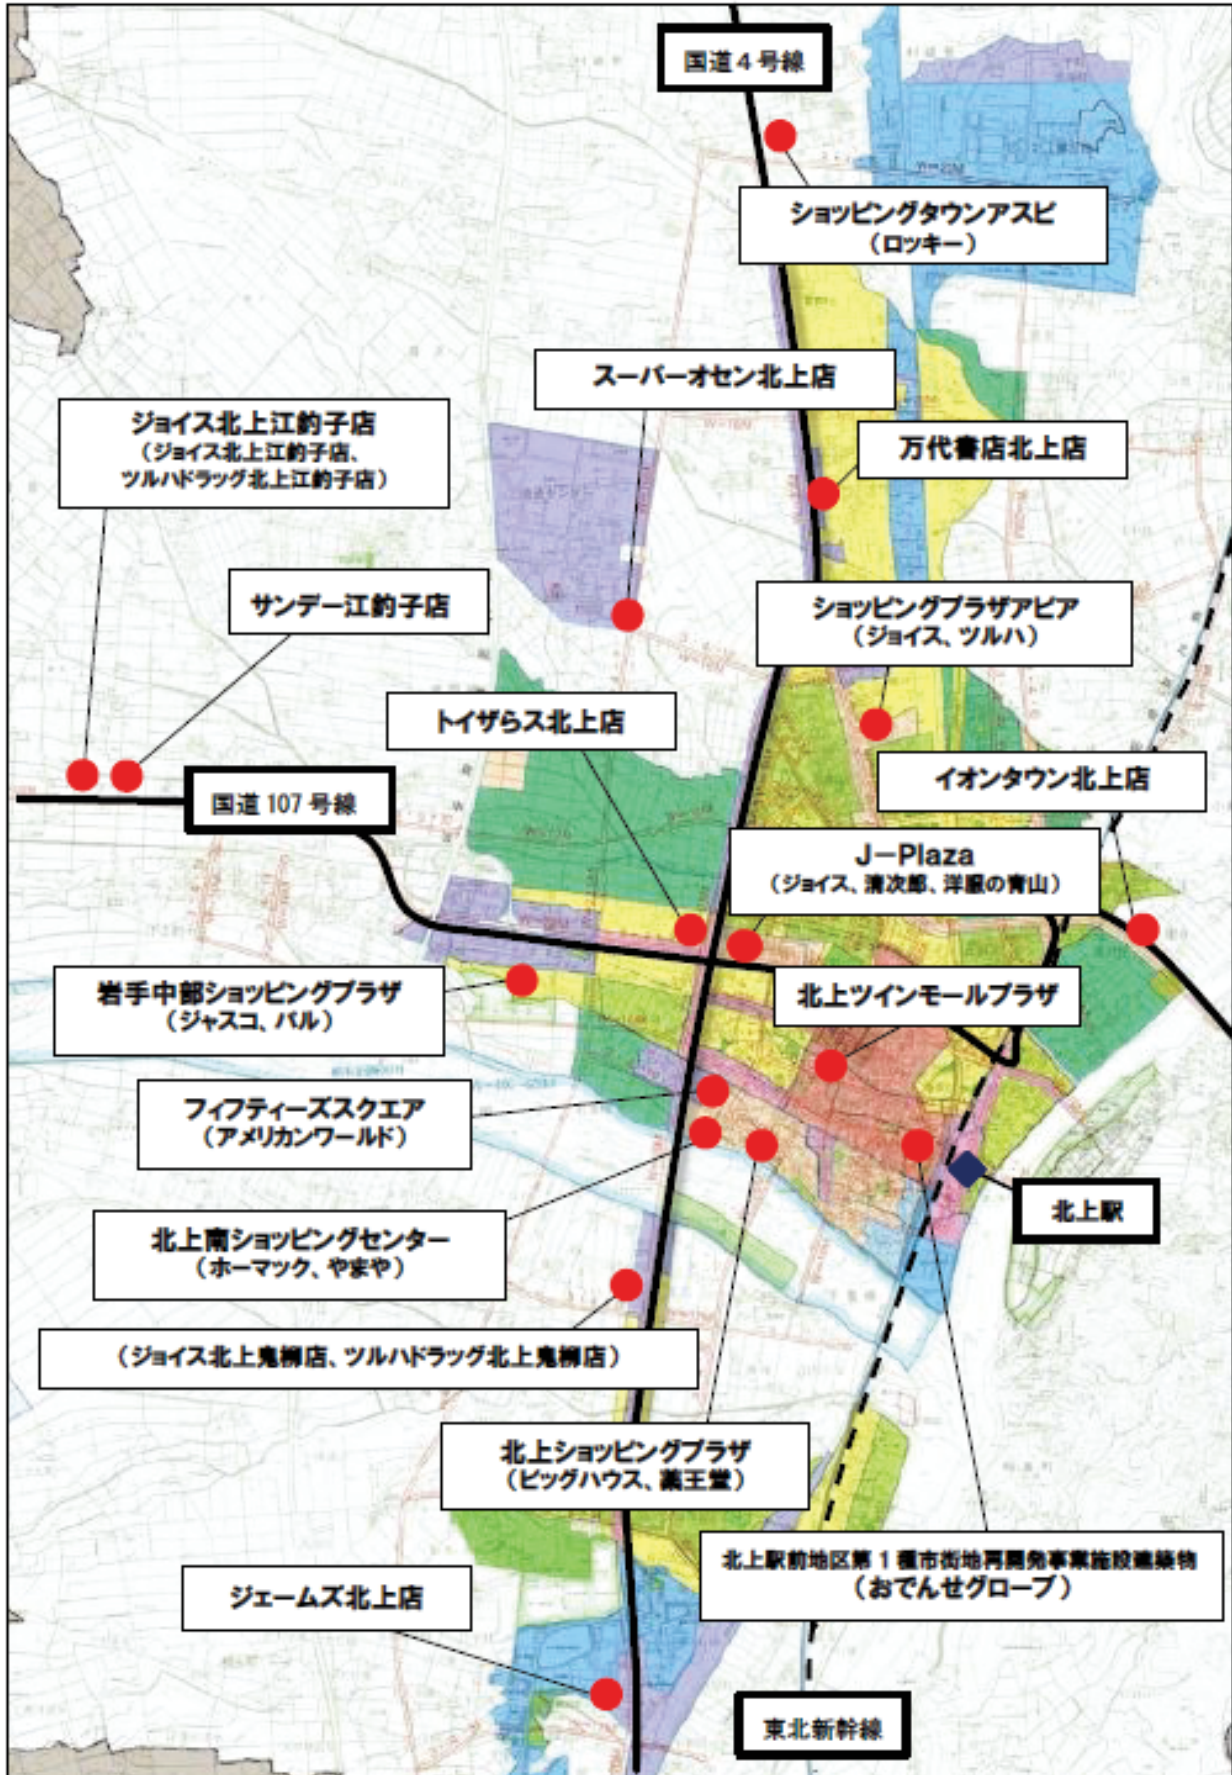 国道4号線
ショッピングタウンアスピ
（ロッキー）
スーパーオセン北上店
ジョイス北上江釣子店
（ジョイス北上江釣子店、
ツルハドラッグ北上江釣子店）
万代書店北上店
サンデー江釣子店
ショッピングプラザアピア
（ジョイス、ツルハ）
トイザらス北上店
イオンタウン北上店
国道107号線
J－Plaza
（ジョイス、清次郎、洋服の青山）
岩手中部ショッピングプラザ
（ジャスコ、パル）
北上ツインモールプラザ
フィフティーズスクエア
（アメリカンワールド）
北上駅
北上南ショッピングセンター
（ホーマック、やまや）
（ジョイス北上鬼柳店、ツルハドラッグ北上鬼柳店）
北上ショッピングプラザ
（ビッグハウス、薬王堂）
北上駅前地区第1種市街地再開発事業施設建築物
（おでんせグローブ）
ジェームズ北上店
東北新幹線